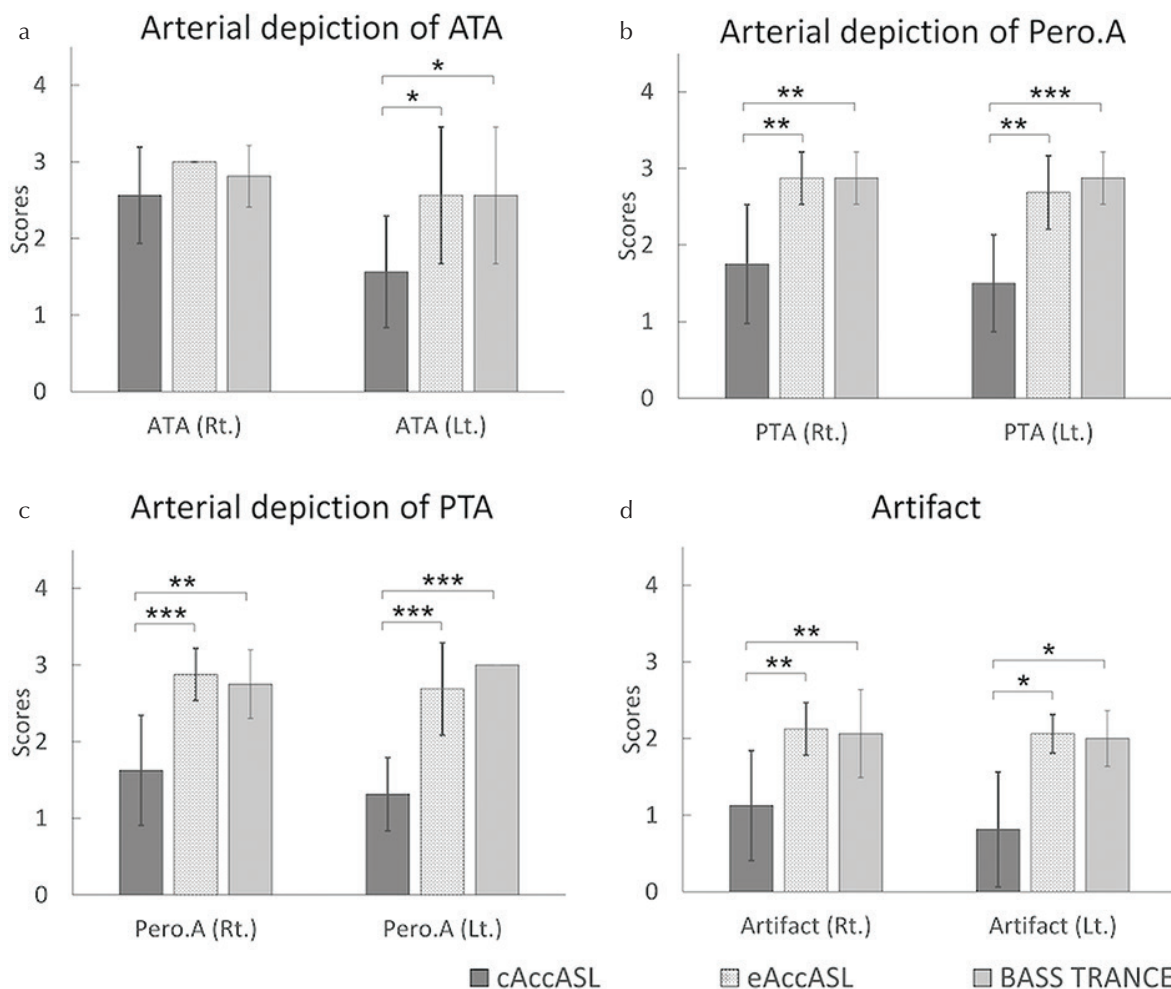 a
Arterial depiction of ATA
4
3
2
1
0
Scores
*
*
ATA (Rt.)
ATA (Lt.)
b
Arterial depiction of Pero.A
4
3
2
1
0
Scores
**
**
***
**
PTA (Rt.)
PTA (Lt.)
c
Arterial depiction of PTA
4
3
2
1
0
Scores
**
***
***
***
Pero.A (Rt.)
Pero.A (Lt.)
d
Artifact
4
3
2
1
0
Scores
**
**
*
*
Artifact (Rt.)
Artifact (Lt.)
cAccASL eAccASL BASS TRANCE